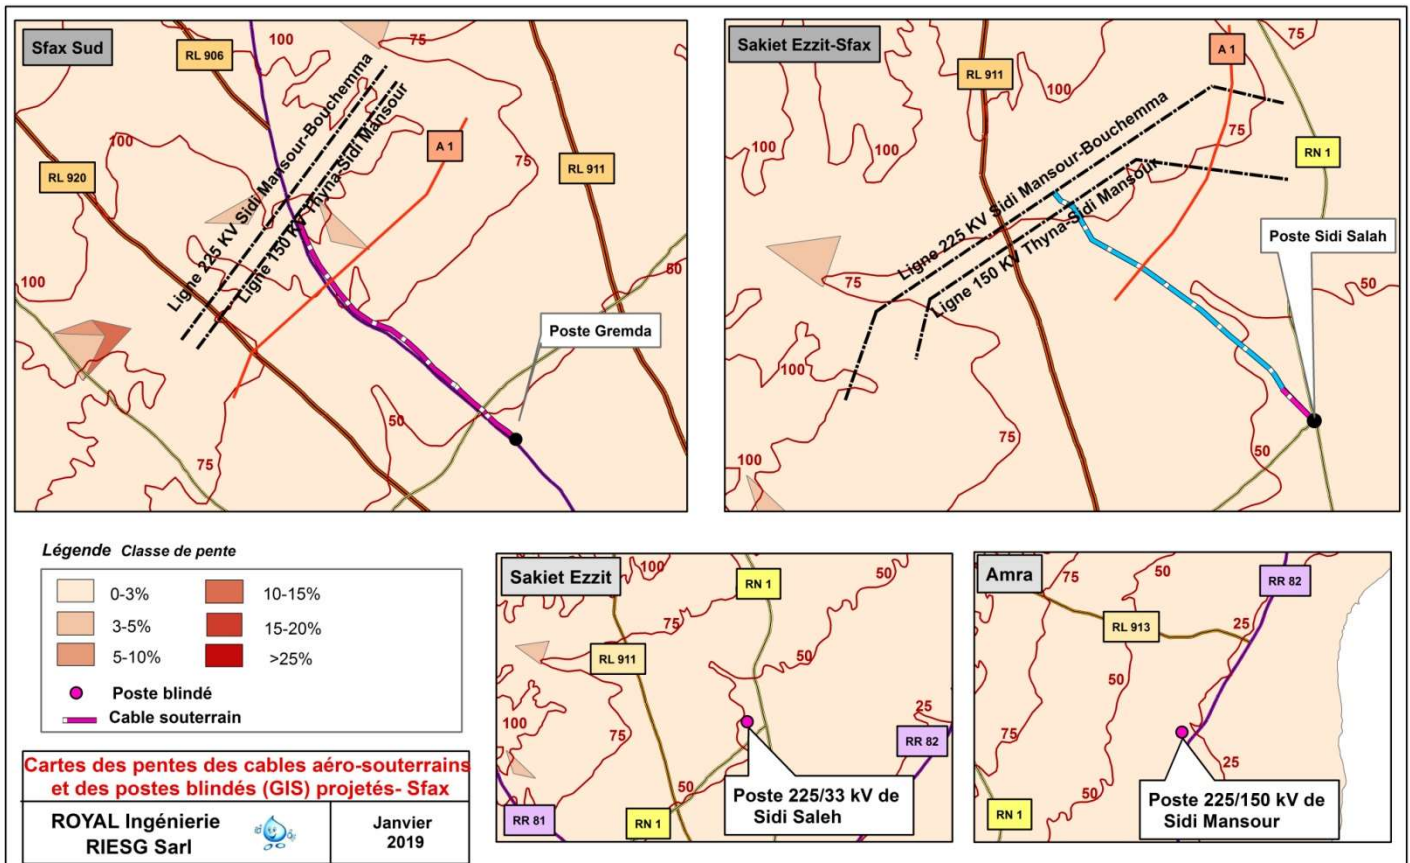 Sfax Sud
RL 906
100
75
100
RL 920
A 1
75
RL 911
Ligne 225 KV Sidi Mansour-Bouchemma
Ligne 150 KV Thyna-Sidi Mansour
100
50
Poste Gremda
50
75
Sakiet Ezzit-Sfax
75
A 1
RL 911
100
100
75
RN 1
Ligne 225 KV Sidi Mansour-Bouchemma
Ligne 150 KV Thyna-Sidi Mansour
Poste Sidi Salah
75
50
100
75
50
100
Légende Classe de pente
0-3%
3-5%
5-10%
10-15%
15-20%
>25%
Poste blindé
Cable souterrain
Cartes des pentes des cables aéro-souterrains
et des postes blindés (GIS) projetés- Sfax
ROYAL Ingénierie
RIESG Sarl
Janvier
2019
Sakiet Ezzit
100
RN 1
50
75
RL 911
50
100
75
25
RR 82
50
RR 81
RN 1
Poste 225/33 kV de
Sidi Saleh
Amra
75
50
RR 82
25
RL 913
50
75
25
RN 1
Poste 225/150 kV de
Sidi Mansour